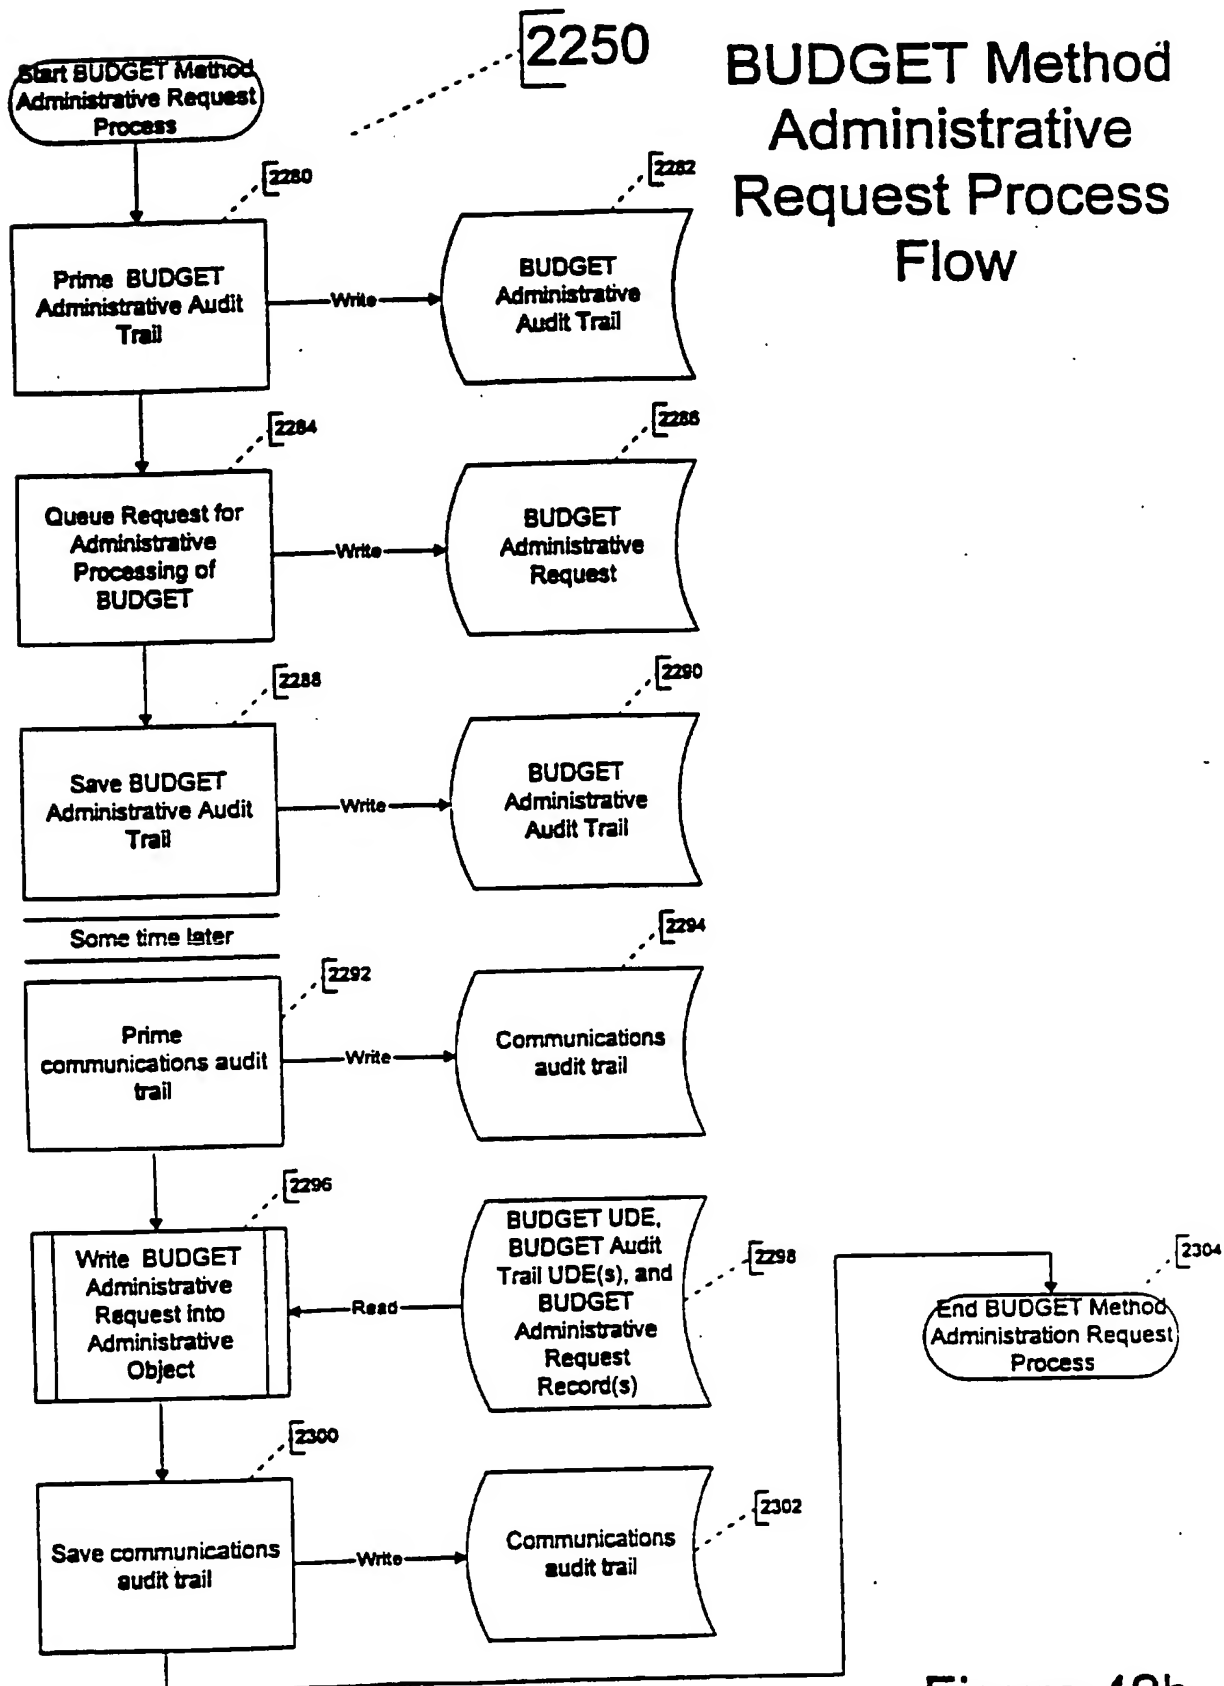 2250
BUDGET Method
Administrative
Request Process
Flow
Start BUDGET Method
Administrative Request
Process
2280
Prime BUDGET
Administrative Audit
Trail
Write
2282
BUDGET
Administrative
Audit Trail
2284
Queue Request for
Administrative
Processing of
BUDGET
Write
2286
BUDGET
Administrative
Request
2288
Save BUDGET
Administrative Audit
Trail
Write
2290
BUDGET
Administrative
Audit Trail
Some time later
2292
Prime
communications audit
trail
Write
2294
Communications
audit trail
2296
Write BUDGET
Administrative
Request into
Administrative
Object
Read
2298
BUDGET UDE,
BUDGET Audit
Trail UDE(s), and
BUDGET
Administrative
Request
Record(s)
2300
Save communications
audit trail
Write
2302
Communications
audit trail
2304
End BUDGET Method
Administration Request
Process